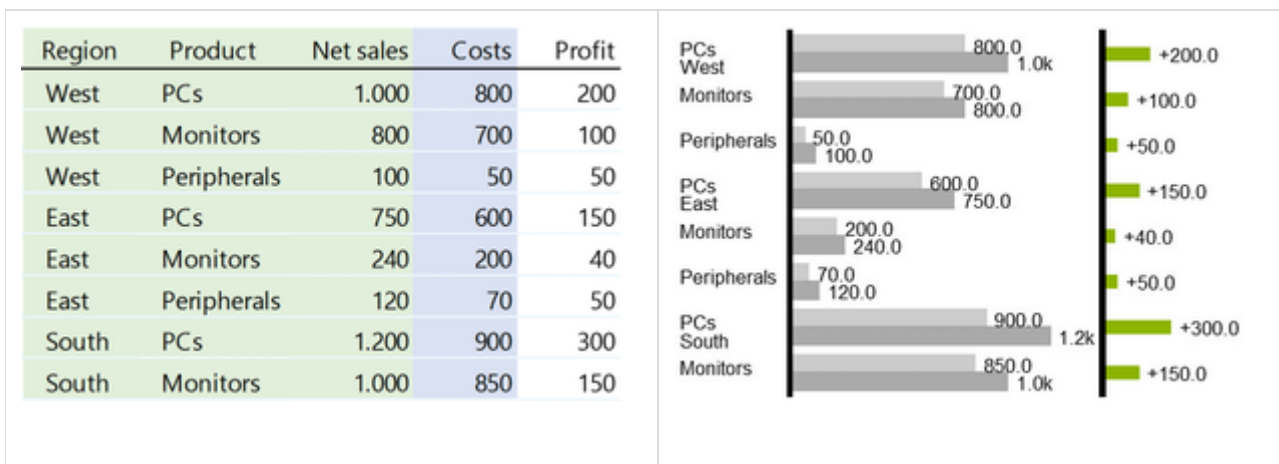 Region Product Net sales Costs Profit
West PCs 1.000 800 200
West Monitors 800 700 100
West Peripherals 100 50 50
East PCs 750 600 150
East Monitors 240 200 40
East Peripherals 120 70 50
South PCs 1.200 900 300
South Monitors 1.000 850 150
PCs 800.0 +200.0
West 1.0k
Monitors 700.0 +100.0
800.0
Peripherals 50.0 +50.0
100.0
PCs 600.0 +150.0
East 750.0
Monitors 200.0 +40.0
240.0
Peripherals 70.0 +50.0
120.0
PCs 900.0 +300.0
South 1.2k
Monitors 850.0 +150.0
1.0k